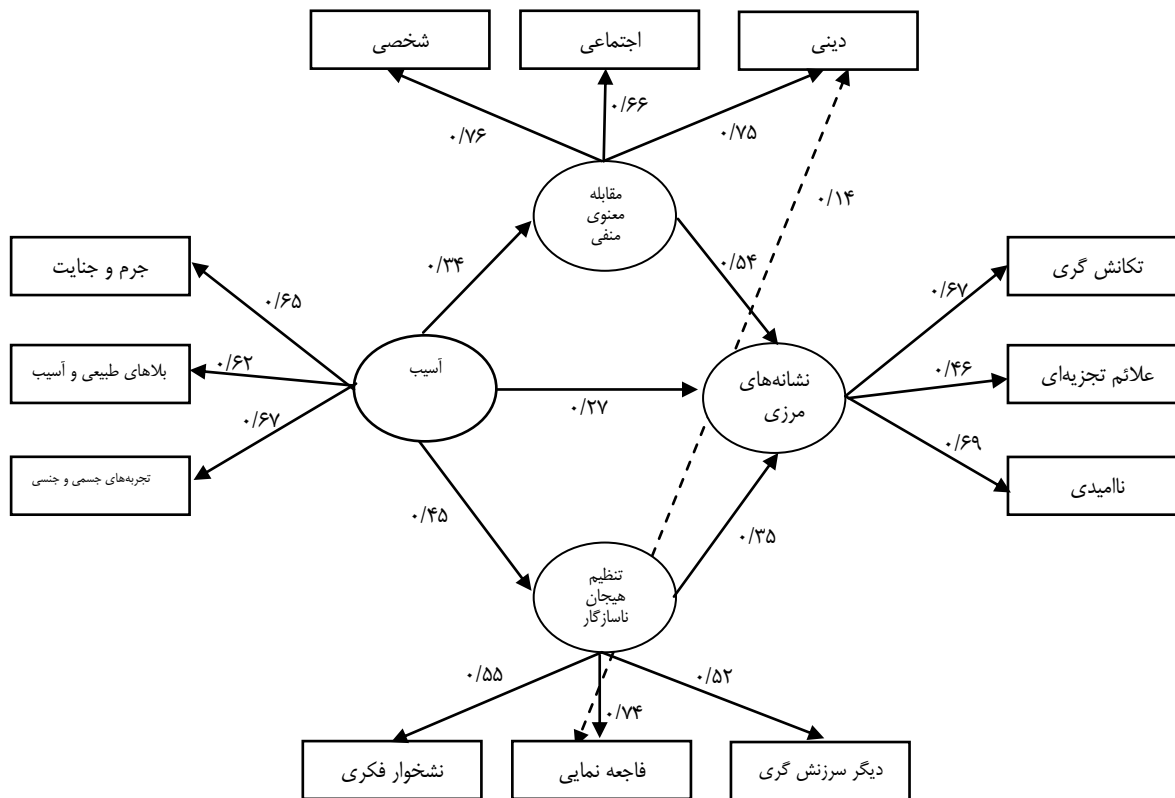 دینی
اجتماعی
شخصی
۰/۷۶
۰/۶۶
۰/۷۵
۰/۱۴
مقابله
معنوی
منفی
۰/۳۴
۰/۵۴
جرم و جنایت
۰/۶۵
بلاهای طبیعی و آسیب
۰/۶۲
تجربه‌های جسمی و جنسی
۰/۶۷
آسیب
۰/۲۷
نشانه‌های
مرزی
تکانش گری
۰/۶۷
علائم تجزیه‌ای
۰/۴۶
ناامیدی
۰/۶۹
۰/۴۵
۰/۳۵
تنظیم
هیجان
ناسازگار
۰/۵۵
۰/۷۴
۰/۵۲
دیگر سرزنش گری
فاجعه نمایی
نشخوار فکری